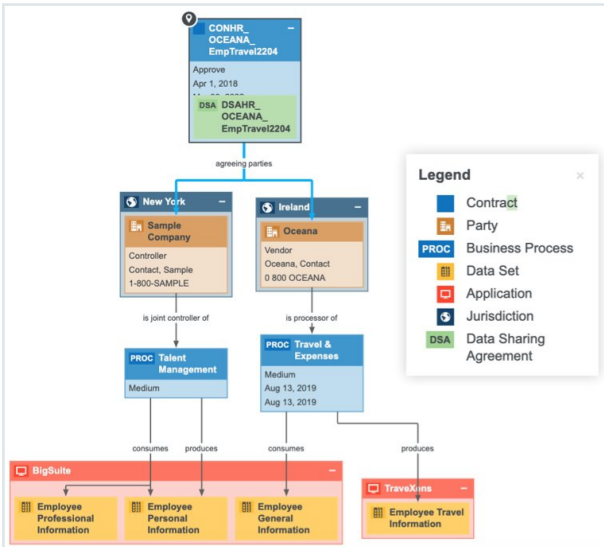 CONHR_
OCEANA_
EmpTravel2204
Approve
Apr 1, 2018
DSA DSAHR_
OCEANA_
EmpTravel2204
agreeing parties
New York
Sample
Company
Controller
Contact, Sample
1-800-SAMPLE
Ireland
Oceana
Vendor
Oceana, Contact
0 800 OCEANA
is joint controller of
is processor of
PROC Talent
Management
Medium
PROC Travel &
Expenses
Medium
Aug 13, 2019
Aug 13, 2019
consumes
produces
consumes
produces
BigSuite
Employee
Professional
Information
Employee
Personal
Information
Employee
General
Information
TraveXpns
Employee Travel
Information
Legend
Contract
Party
PROC Business Process
Data Set
Application
Jurisdiction
DSA Data Sharing
Agreement